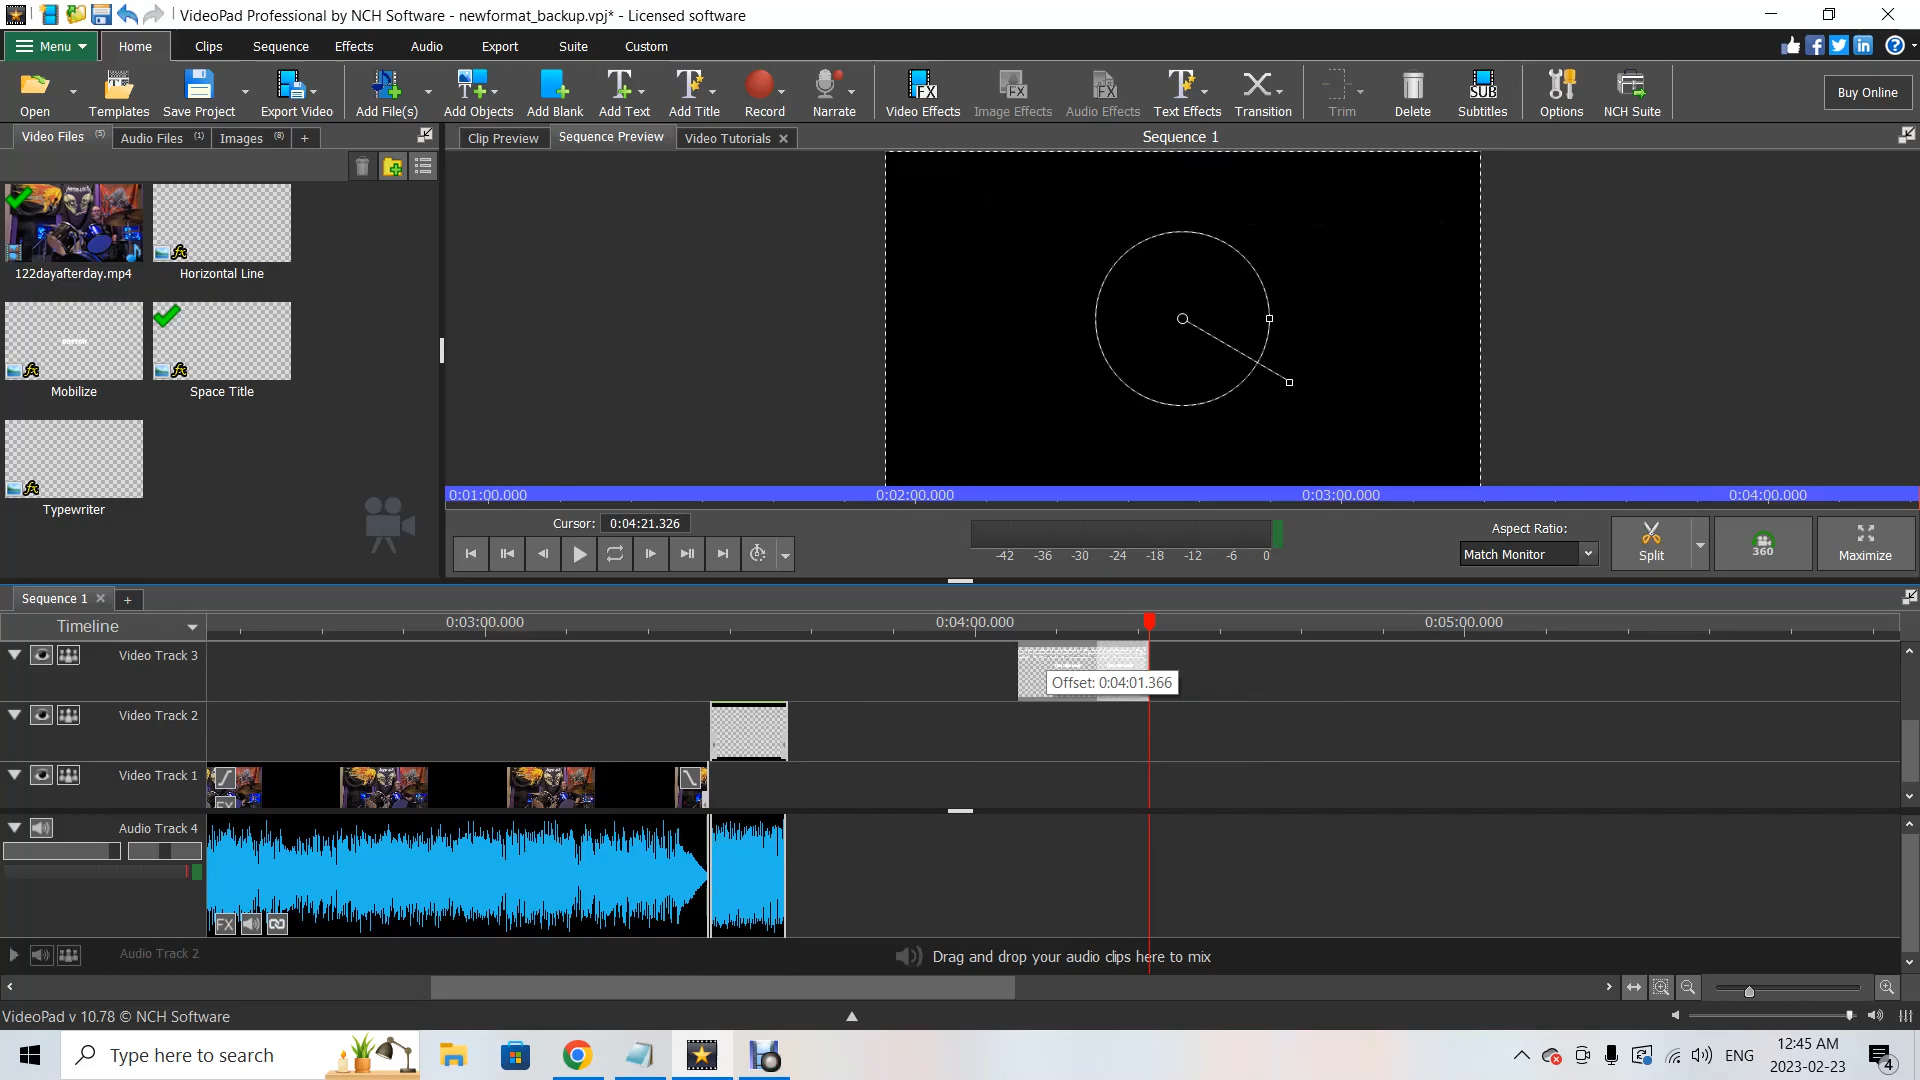 VideoPad Professional by NCH Software - newformat_backup.vpj* - Licensed software
Menu Home Clips Sequence Effects Audio Export Suite Custom
Open Templates Save Project Export Video Add File(s) Add Objects Add Blank Add Text Add Title Record Narrate Video Effects Image Effects Audio Effects Text Effects Transition Trim Delete Subtitles Options NCH Suite Buy Online
Video Files (5) Audio Files (1) Images (8) +
Clip Preview Sequence Preview Video Tutorials
Sequence 1
122dayafterday.mp4 Horizontal Line
Mobilize Space Title
Typewriter
0:01:00.000 0:02:00.000 0:03:00.000 0:04:00.000
Cursor: 0:04:21.326
-42 -36 -30 -24 -18 -12 -6 0
Aspect Ratio:
Match Monitor
Split 360 Maximize
Sequence 1 +
Timeline 0:03:00.000 0:04:00.000 0:05:00.000
Video Track 3
Offset: 0:04:01.366
Video Track 2
Video Track 1
FX
Audio Track 4
FX
Audio Track 2 Drag and drop your audio clips here to mix
VideoPad v 10.78 © NCH Software
Type here to search
ENG
12:45 AM
2023-02-23
4